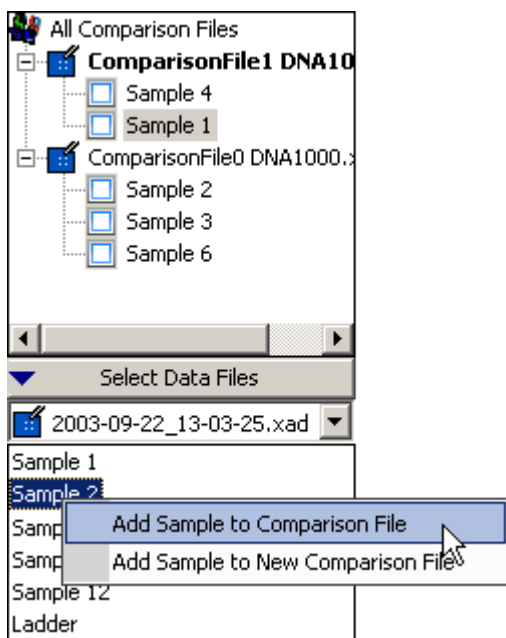 All Comparison Files
ComparisonFile1 DNA10
Sample 4
Sample 1
ComparisonFile0 DNA1000.
Sample 2
Sample 3
Sample 6
Select Data Files
2003-09-22_13-03-25.xad
Sample 1
Sample 2
Samp
Add Sample to Comparison File
Samp
Add Sample to New Comparison File
Sample 12
Ladder